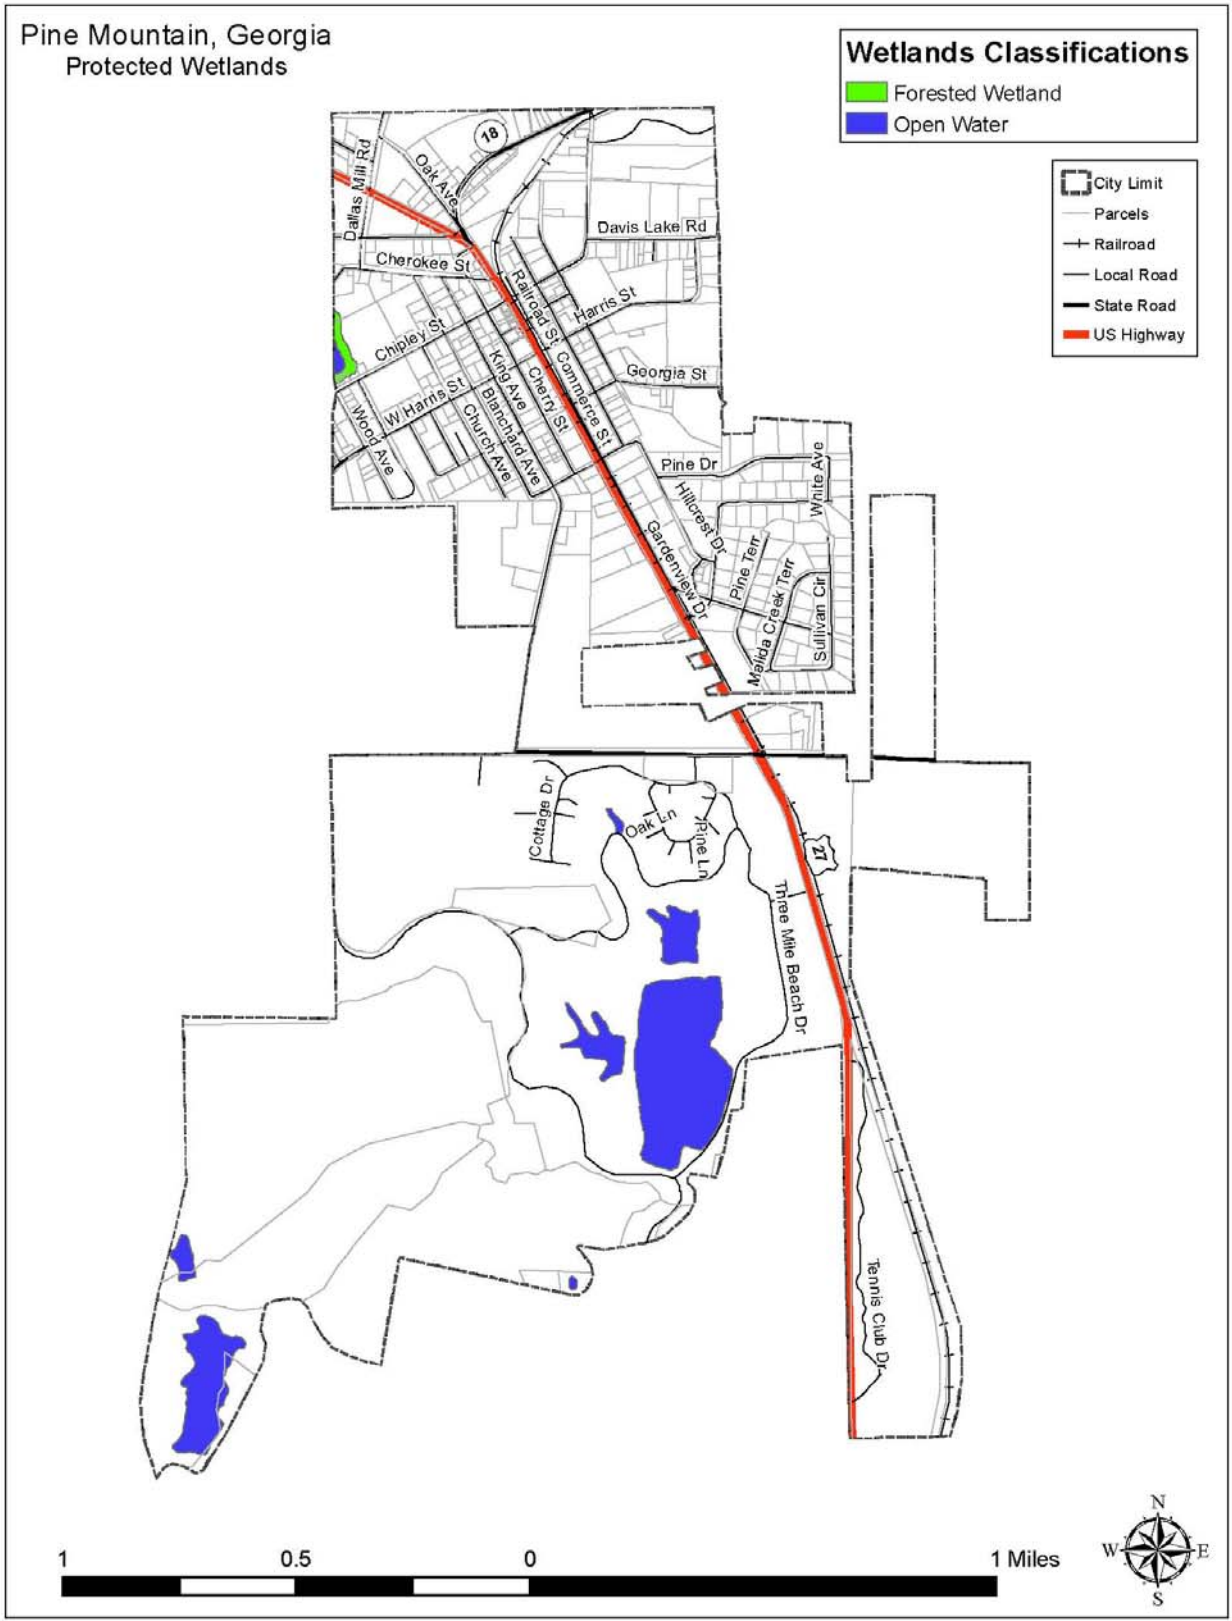 Pine Mountain, Georgia
Protected Wetlands
Wetlands Classifications
Forested Wetland
Open Water
City Limit
Parcels
Railroad
Local Road
State Road
US Highway
18
Dallas Mill Rd
Oak Ave
Davis Lake Rd
Cherokee St
Railroad St
Harris St
Chipley St
King Ave
Commerce St
Georgia St
W Harris St
Cherry St
Blanchard Ave
Wood Ave
Church Ave
Pine Dr
White Ave
Hillcrest Dr
Gardenview Dr
Pine Terr
Malida Creek Terr
Sullivan Cir
Cottage Dr
Oak Ln
Pine Ln
27
Three Mile Beach Dr
Tennis Club Dr
1
0.5
0
1 Miles
N
W
E
S